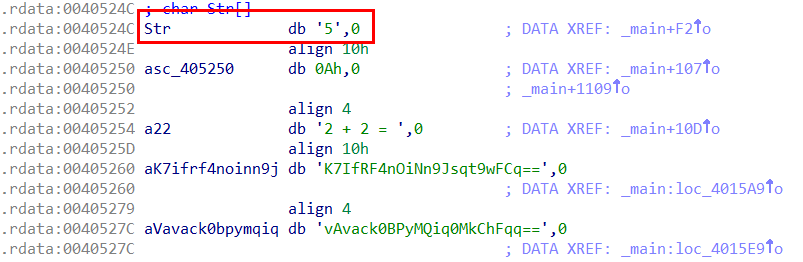 .rdata:0040524C ; char Str[]
.rdata:0040524C Str db '5',0 ; DATA XREF: _main+F2↑o
.rdata:0040524E align 10h
.rdata:00405250 asc_405250 db 0Ah,0 ; DATA XREF: _main+107↑o
.rdata:00405250 ; _main+1109↑o
.rdata:00405252 align 4
.rdata:00405254 a22 db '2 + 2 = ',0 ; DATA XREF: _main+10D↑o
.rdata:0040525D align 10h
.rdata:00405260 aK7ifrf4noinn9j db 'K7IfRF4nOiNn9Jsqt9wFCq==',0
.rdata:00405260 ; DATA XREF: _main:loc_4015A9↑o
.rdata:00405279 align 4
.rdata:0040527C aVavack0bpymqiq db 'vAvack0BPyMQiq0MkChFqq==',0
.rdata:0040527C ; DATA XREF: _main:loc_4015E9↑o